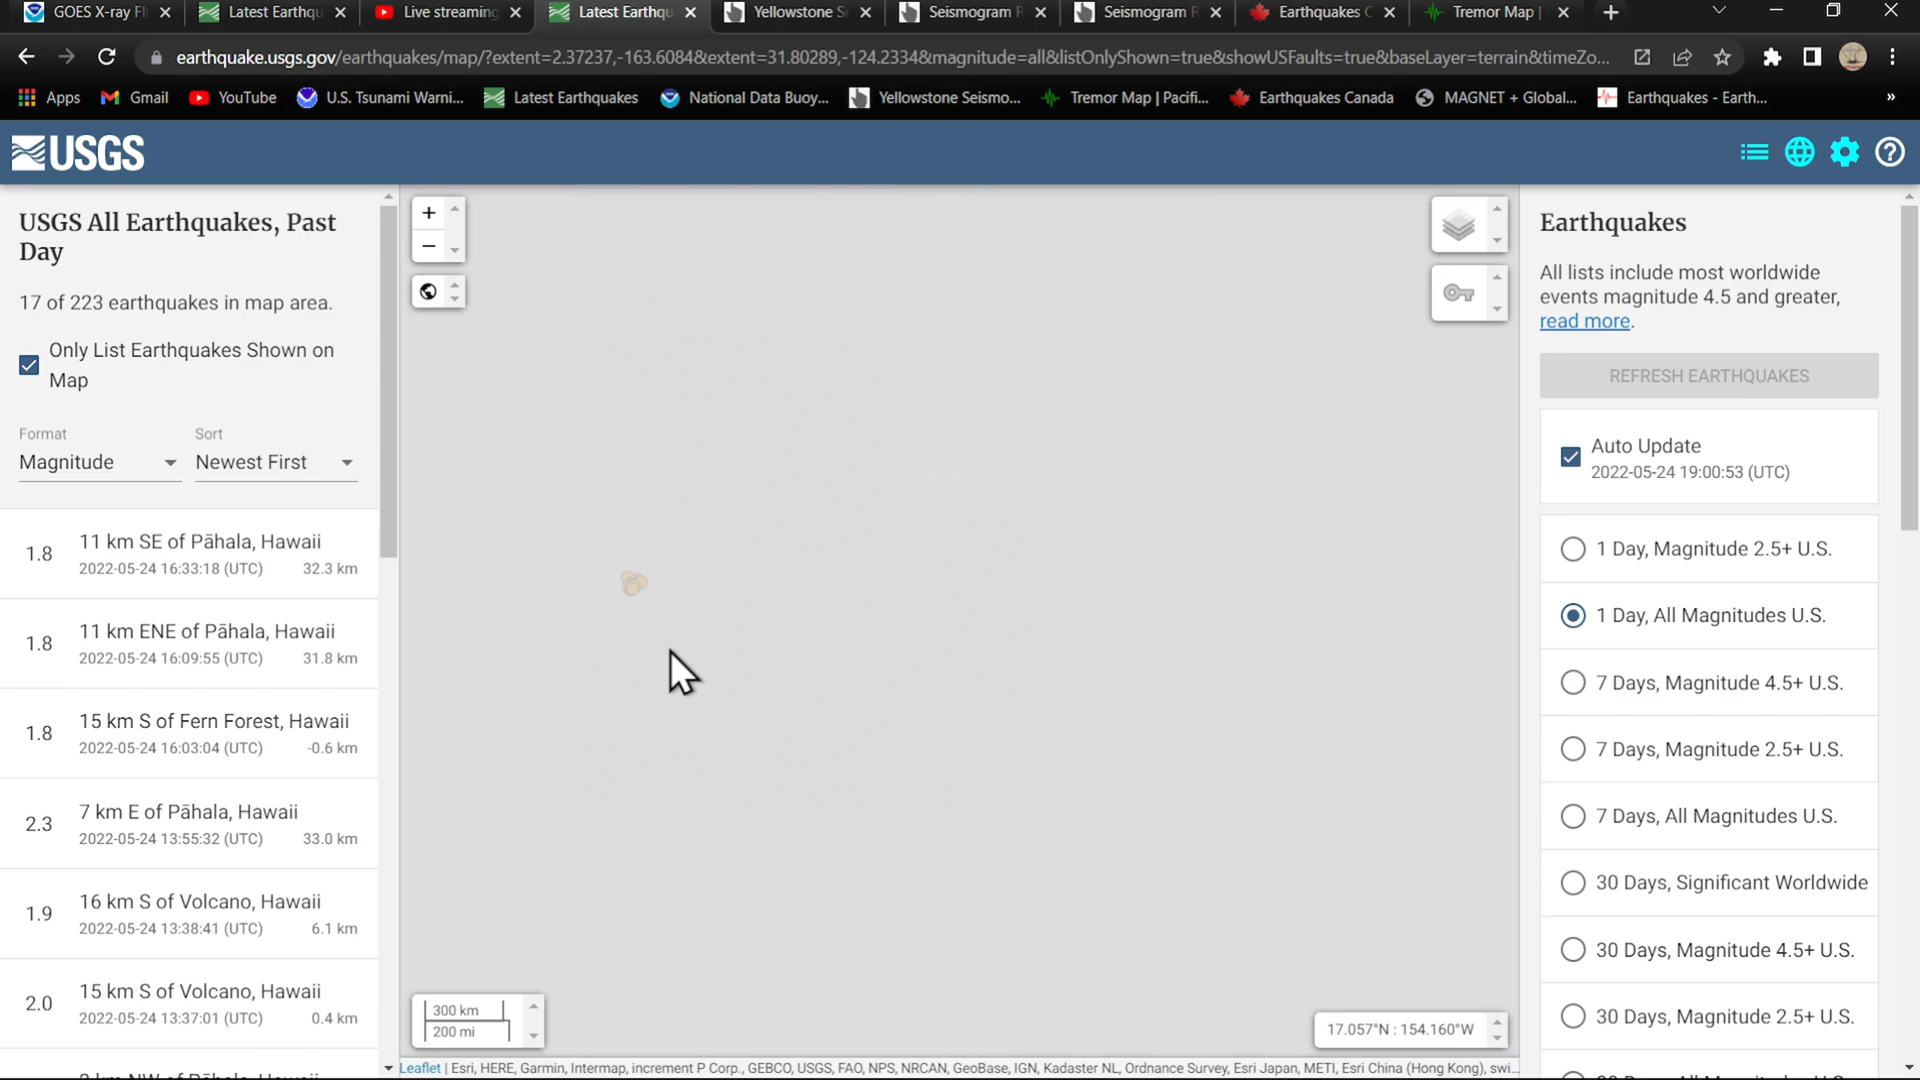 GOES X-ray Fl
Latest Earthqu
Live streaming
Latest Earthqu
Yellowstone Se
Seismogram R
Seismogram R
Earthquakes C
Tremor Map |
earthquake.usgs.gov/earthquakes/map/?extent=2.37237,-163.6084&extent=31.80289,-124.2334&magnitude=all&listOnlyShown=true&showUSFaults=true&baseLayer=terrain&timeZo...
Apps
Gmail
YouTube
U.S. Tsunami Warni...
Latest Earthquakes
National Data Buoy...
Yellowstone Seismo...
Tremor Map | Pacifi...
Earthquakes Canada
MAGNET + Global...
Earthquakes - Earth...
»
USGS
USGS All Earthquakes, Past
Day
17 of 223 earthquakes in map area.
Only List Earthquakes Shown on
Map
Format
Sort
Magnitude
Newest First
1.8
11 km SE of Pāhala, Hawaii
2022-05-24 16:33:18 (UTC)
32.3 km
1.8
11 km ENE of Pāhala, Hawaii
2022-05-24 16:09:55 (UTC)
31.8 km
1.8
15 km S of Fern Forest, Hawaii
2022-05-24 16:03:04 (UTC)
-0.6 km
2.3
7 km E of Pāhala, Hawaii
2022-05-24 13:55:32 (UTC)
33.0 km
1.9
16 km S of Volcano, Hawaii
2022-05-24 13:38:41 (UTC)
6.1 km
2.0
15 km S of Volcano, Hawaii
2022-05-24 13:37:01 (UTC)
0.4 km
+
−
300 km
200 mi
17.057°N : 154.160°W
Leaflet | Esri, HERE, Garmin, Intermap, increment P Corp., GEBCO, USGS, FAO, NPS, NRCAN, GeoBase, IGN, Kadaster NL, Ordnance Survey, Esri Japan, METI, Esri China (Hong Kong), swi...
Earthquakes
All lists include most worldwide
events magnitude 4.5 and greater,
read more.
REFRESH EARTHQUAKES
Auto Update
2022-05-24 19:00:53 (UTC)
1 Day, Magnitude 2.5+ U.S.
1 Day, All Magnitudes U.S.
7 Days, Magnitude 4.5+ U.S.
7 Days, Magnitude 2.5+ U.S.
7 Days, All Magnitudes U.S.
30 Days, Significant Worldwide
30 Days, Magnitude 4.5+ U.S.
30 Days, Magnitude 2.5+ U.S.